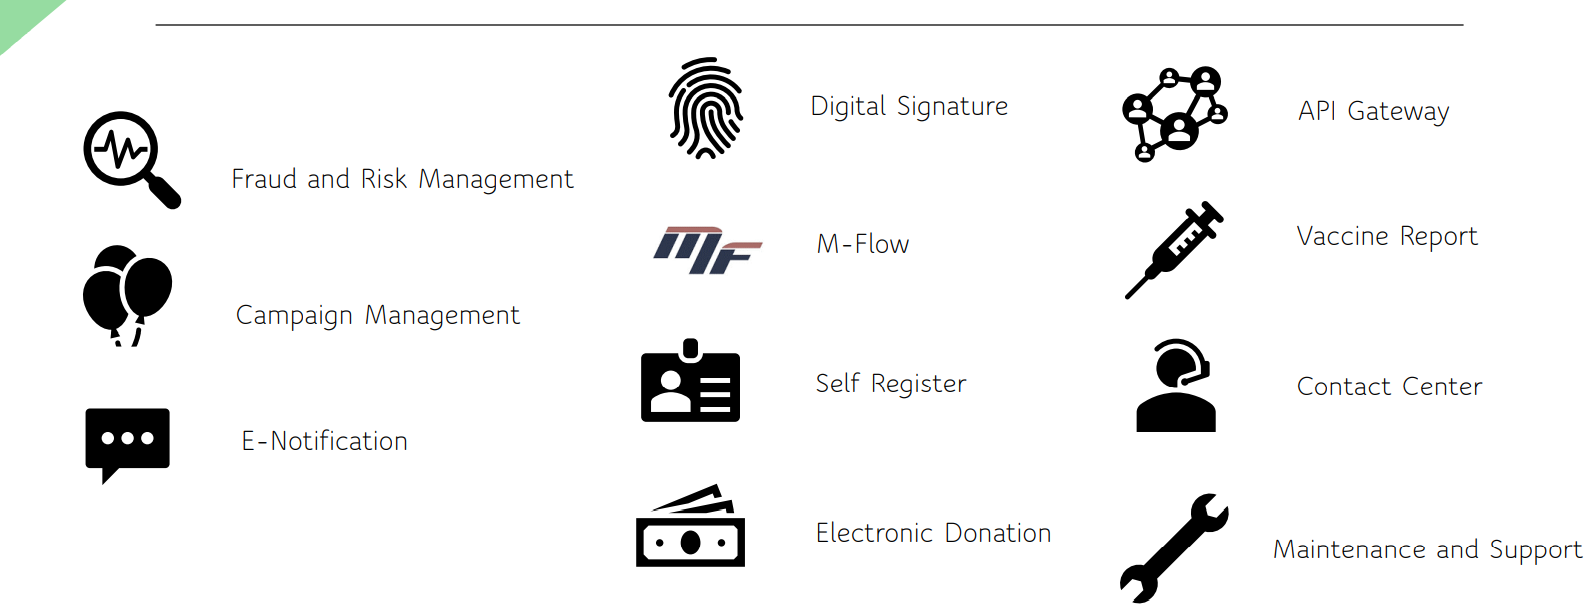 Fraud and Risk Management
Campaign Management
E-Notification
Digital Signature
MF
M-Flow
Self Register
Electronic Donation
API Gateway
Vaccine Report
Contact Center
Maintenance and Support